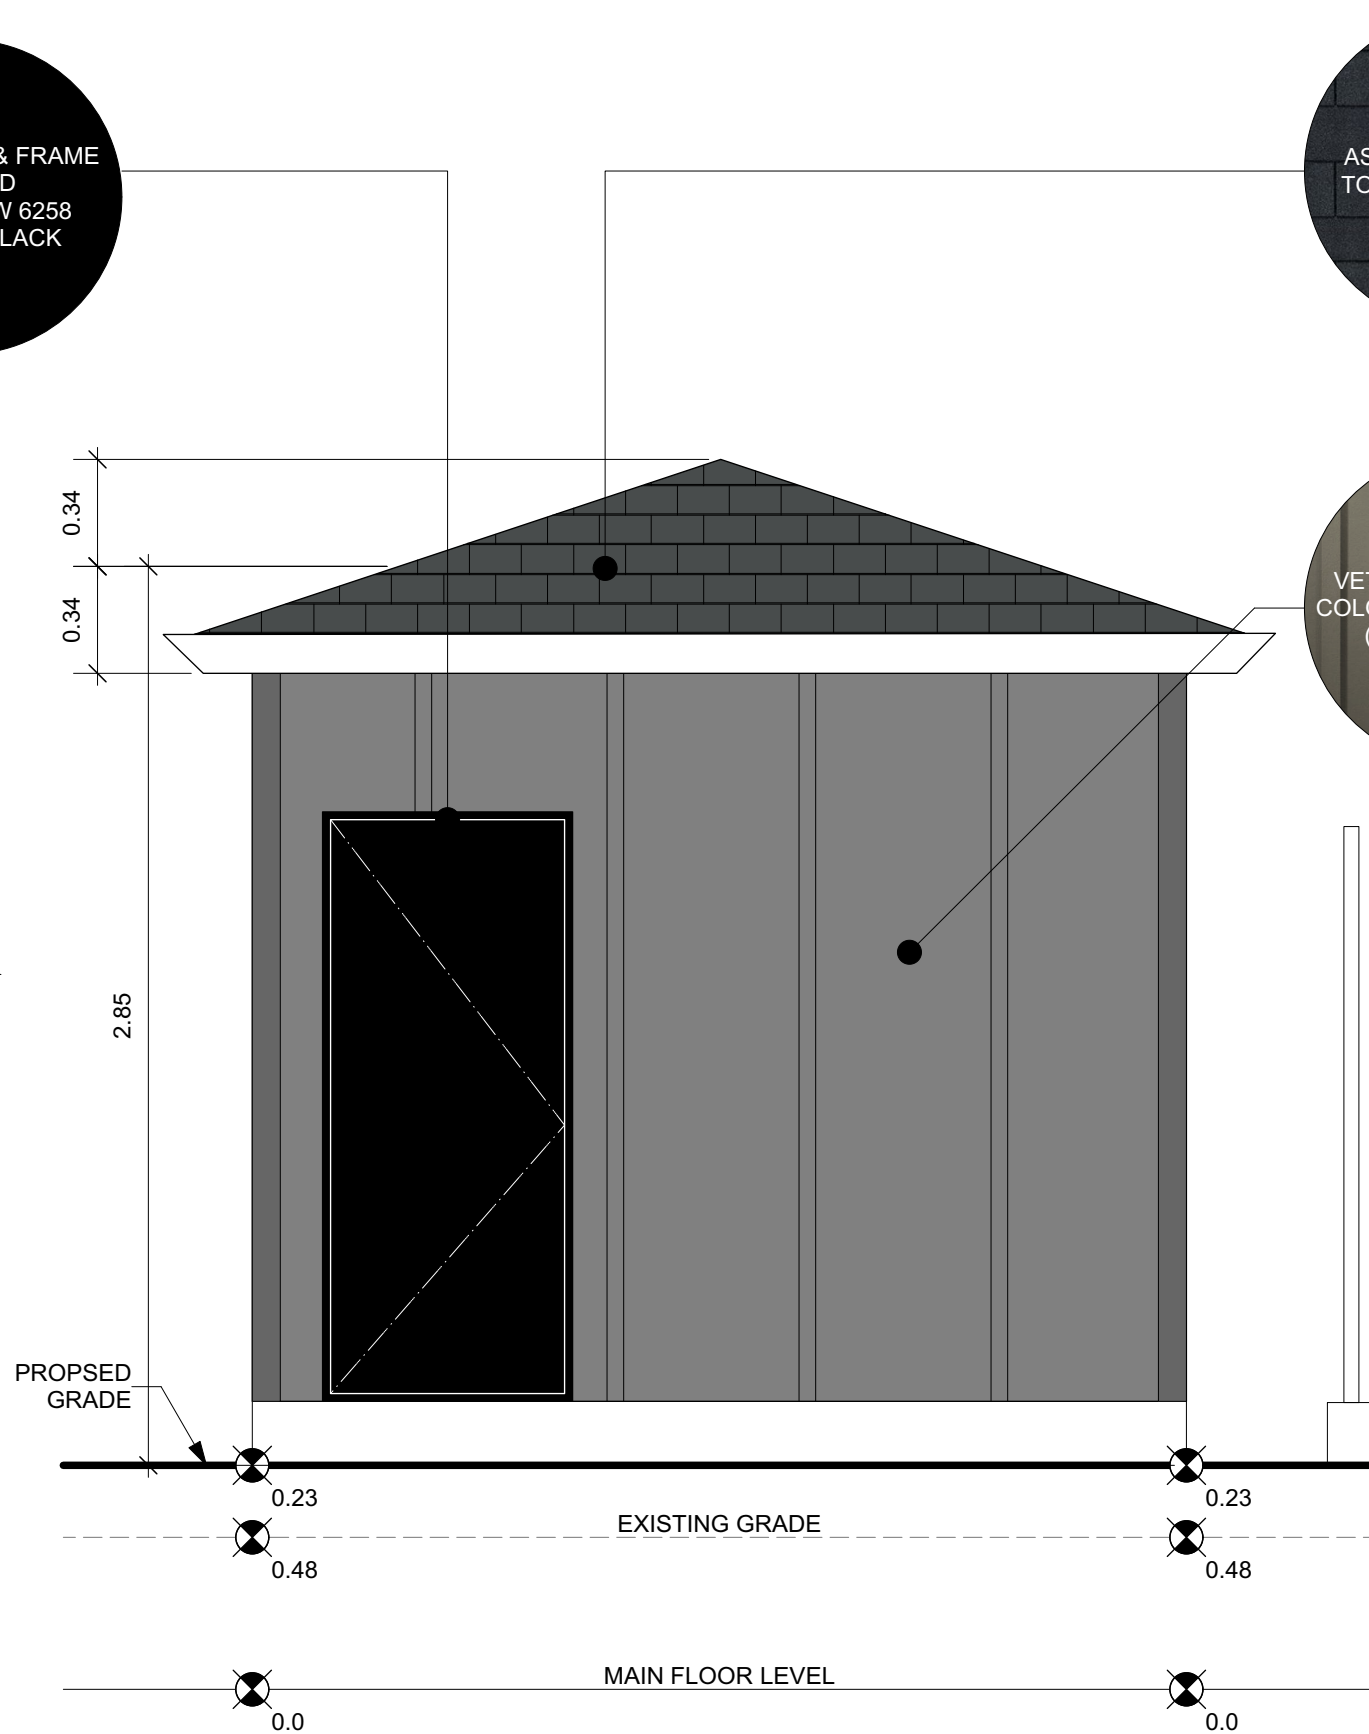 & FRAME
D
W 6258
LACK
AS
TO
0.34
0.34
VET
COLO
(
2.85
PROPSED
GRADE
0.23
0.23
EXISTING GRADE
0.48
0.48
MAIN FLOOR LEVEL
0.0
0.0